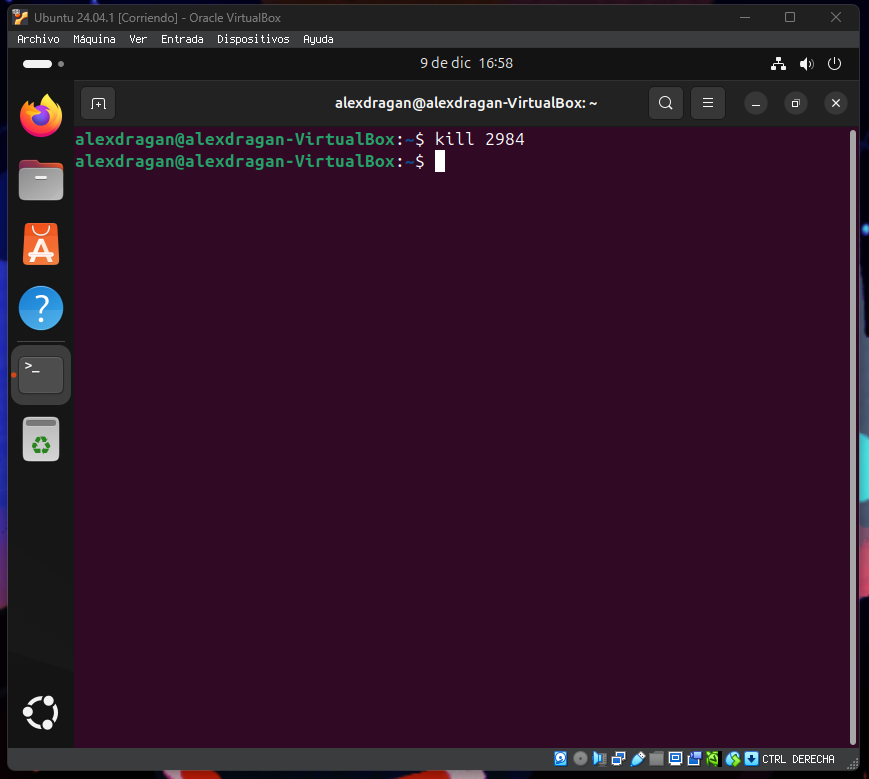 Ubuntu 24.04.1 [Corriendo] - Oracle VirtualBox
Archivo Máquina Ver Entrada Dispositivos Ayuda
9 de dic 16:58
alexdragan@alexdragan-VirtualBox: ~
alexdragan@alexdragan-VirtualBox:~$ kill 2984
alexdragan@alexdragan-VirtualBox:~$
>_
CTRL DERECHA